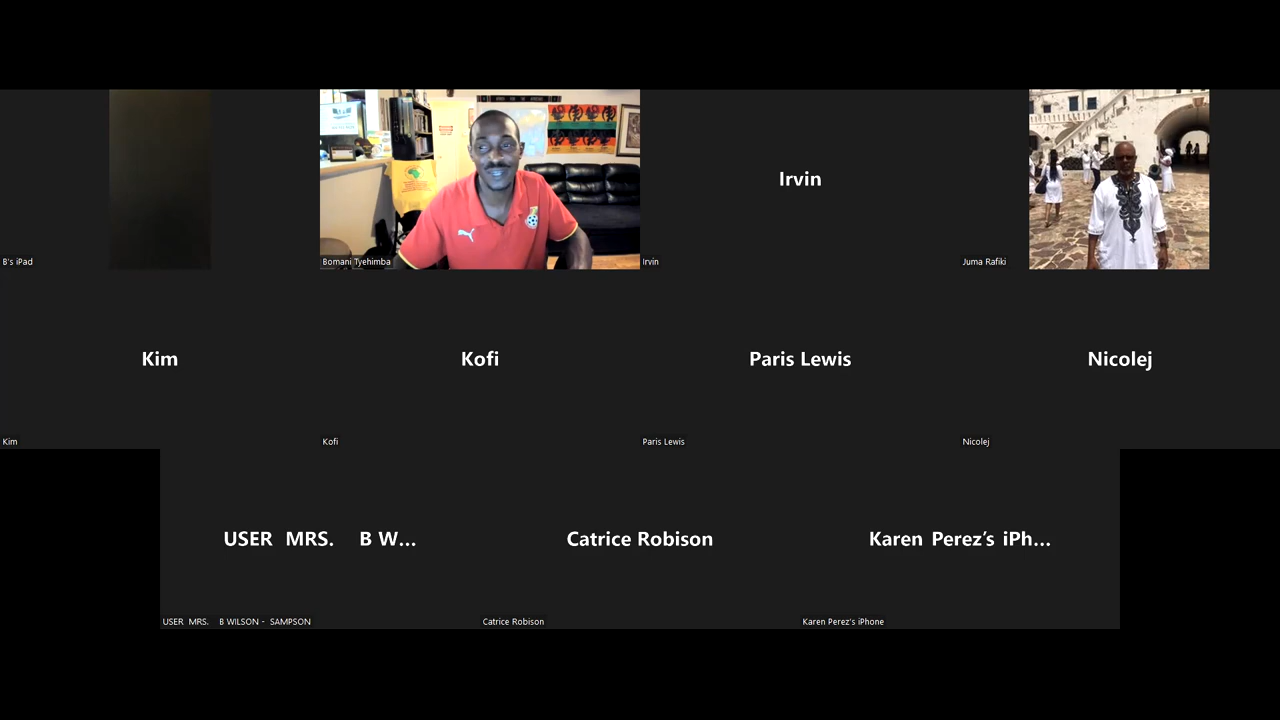 B's iPad
Bomani Tyehimba
Irvin
Irvin
Juma Rafiki
Kim
Kim
Kofi
Kofi
Paris Lewis
Paris Lewis
Nicolej
Nicolej
USER MRS. B W...
USER MRS. B WILSON - SAMPSON
Catrice Robison
Catrice Robison
Karen Perez’s iPh...
Karen Perez's iPhone